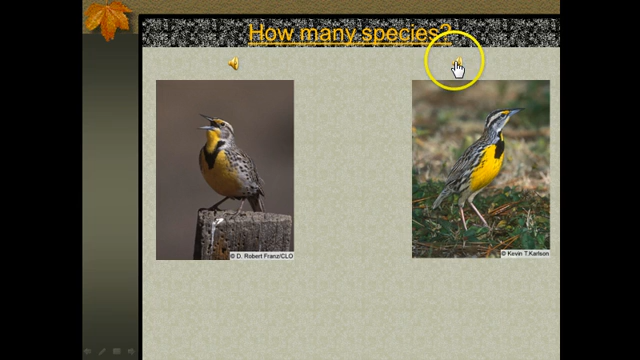 How many species?
© D. Robert Franz/CLO
© Kevin T.Karlson